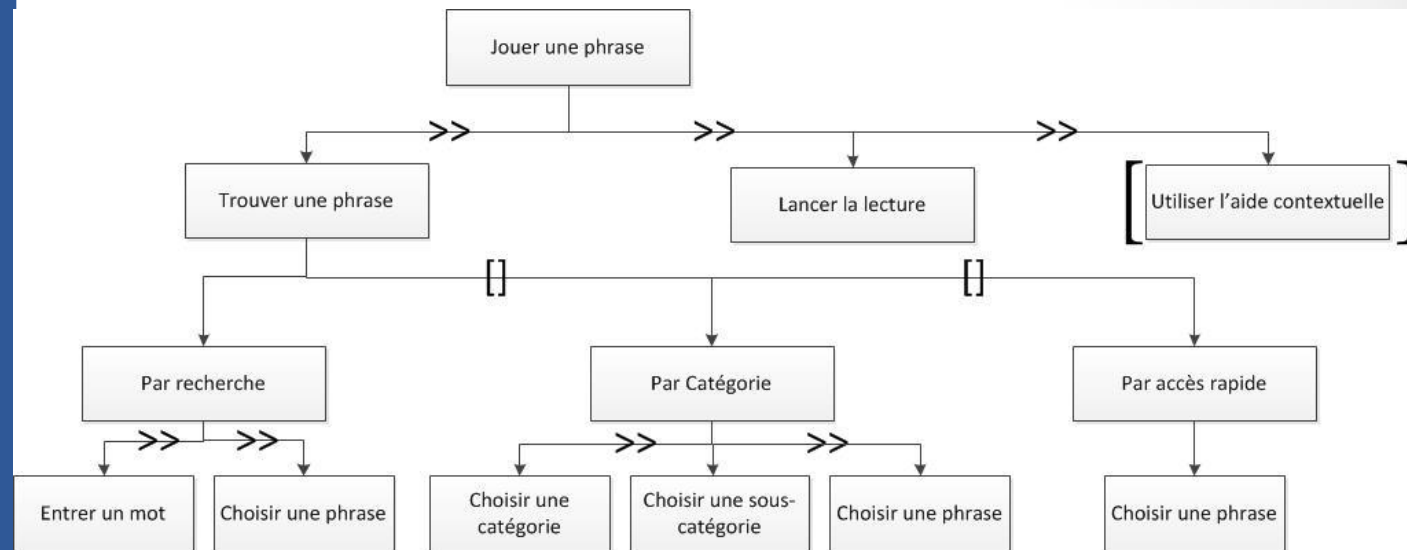 Jouer une phrase
>> >> >>
Trouver une phrase
Lancer la lecture
[ Utiliser l'aide contextuelle ]
[] []
Par recherche
Par Catégorie
Par accès rapide
>> >> >> >>
Entrer un mot
Choisir une phrase
Choisir une
catégorie
Choisir une sous-
catégorie
Choisir une phrase
Choisir une phrase